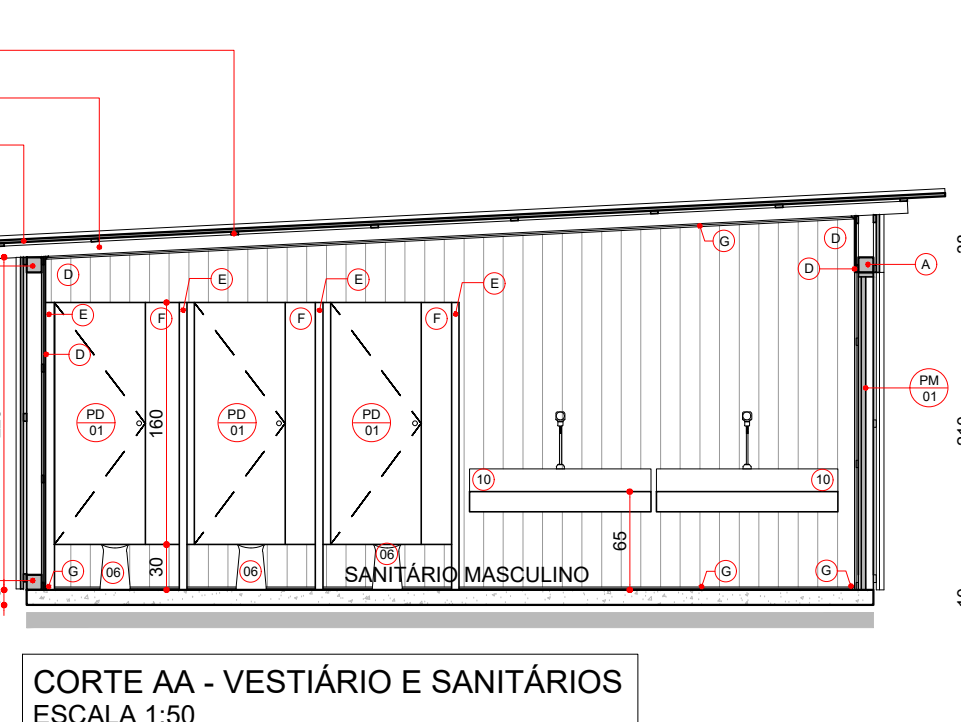 G
D
D
D
A
E
E
E
E
F
F
F
D
PD
01
PD
01
PD
01
PM
01
160
10
10
65
30
06
06
06
G
SANITÁRIO MASCULINO
G
G
CORTE AA - VESTIÁRIO E SANITÁRIOS
ESCALA 1:50